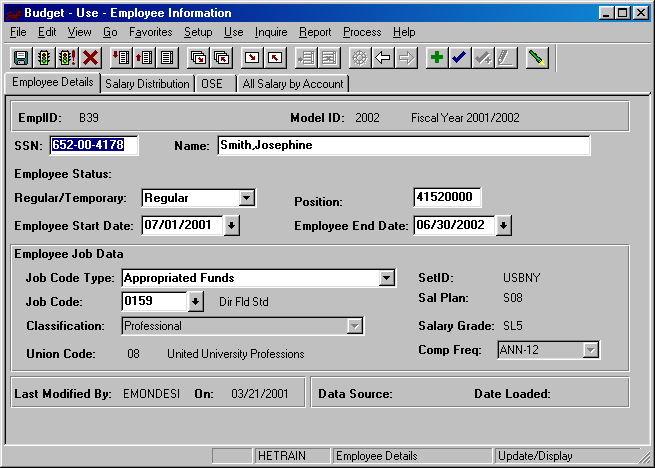 Budget - Use - Employee Information
File Edit View Go Favorites Setup Use Inquire Report Process Help
Employee Details Salary Distribution OSE All Salary by Account
EmplID: B39 Model ID: 2002 Fiscal Year 2001/2002
SSN: 652-00-4178 Name: Smith,Josephine
Employee Status:
Regular/Temporary: Regular Position: 41520000
Employee Start Date: 07/01/2001 Employee End Date: 06/30/2002
Employee Job Data
Job Code Type: Appropriated Funds SetID: USBNY
Job Code: 0159 Dir Fld Std Sal Plan: S08
Classification: Professional Salary Grade: SL5
Union Code: 08 United University Professions Comp Freq: ANN-12
Last Modified By: EMONDESI On: 03/21/2001 Data Source: Date Loaded:
HETRAIN Employee Details Update/Display